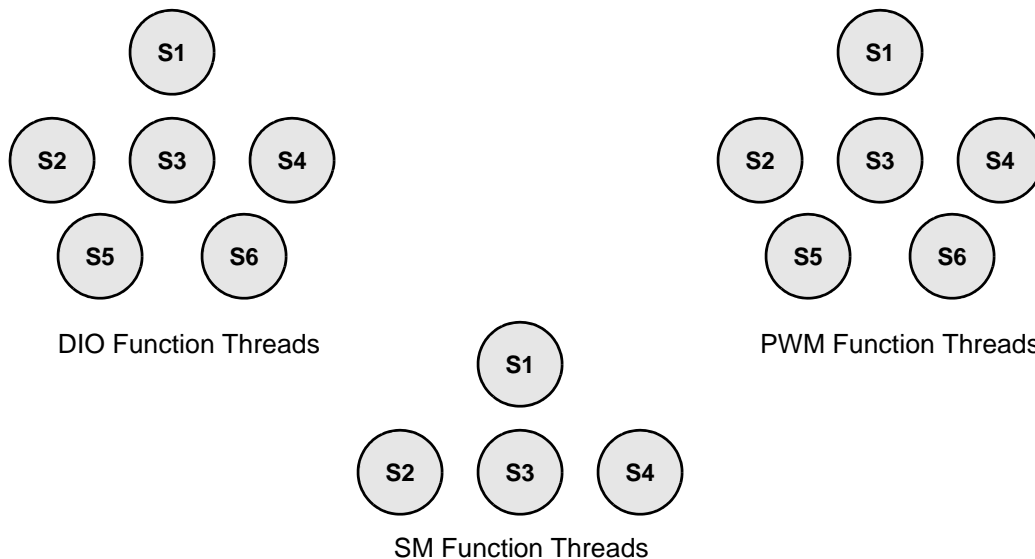 S1
S2 S3 S4
S5 S6
DIO Function Threads
S1
S2 S3 S4
S5 S6
PWM Function Threads
S1
S2 S3 S4
SM Function Threads